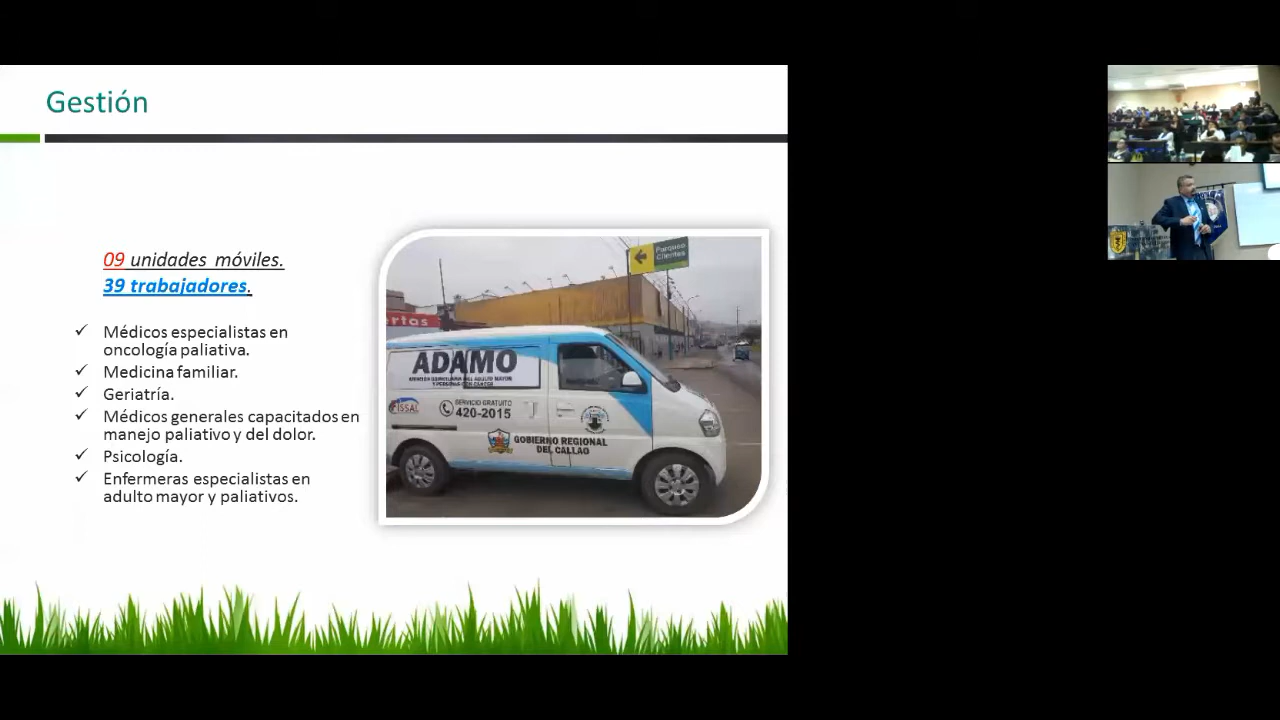 Gestión
09 unidades móviles.
39 trabajadores.
✓ Médicos especialistas en
oncología paliativa.
✓ Medicina familiar.
✓ Geriatría.
✓ Médicos generales capacitados en
manejo paliativo y del dolor.
✓ Psicología.
✓ Enfermeras especialistas en
adulto mayor y paliativos.
Parqueo
Clientes
ertas
ADAMO
ATENCIÓN DOMICILIARIA DEL ADULTO MAYOR
Y PERSONAS CON CÁNCER
FISSAL
SERVICIO GRATUITO
420-2015
GOBIERNO REGIONAL
DEL CALLAO